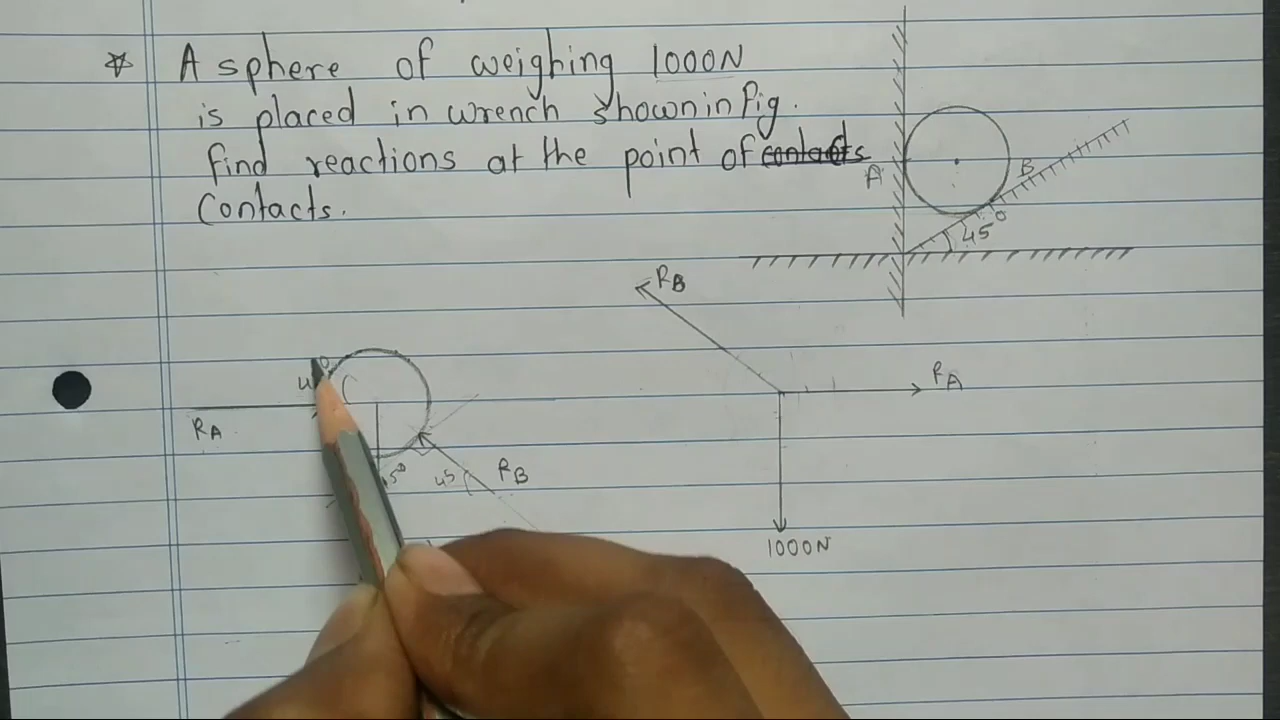 A sphere of weighing 1000N
is placed in wrench shown in fig.
find reactions at the point of contacts
Contacts.
A
B
45°
RB
RA
1000N
RA
45
RB